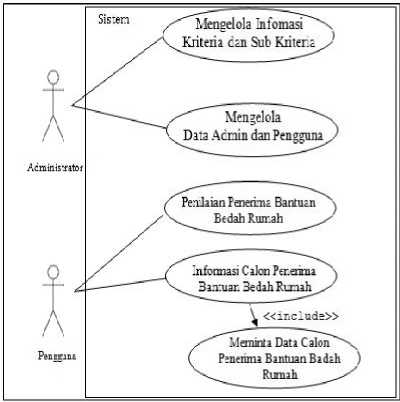 Sistem
Mengelola Infomasi
Kriteria dan Sub Kriteria
Mengelola
Data Admin dan Pengguna
Administrator
Penilaian Penerima Bantuan
Bedah Rumah
Informasi Calon Penerima
Bantuan Bedah Rumah
<<include>>
Pengguna
Meminta Data Calon
Penerima Bantuan Badah
Rumah